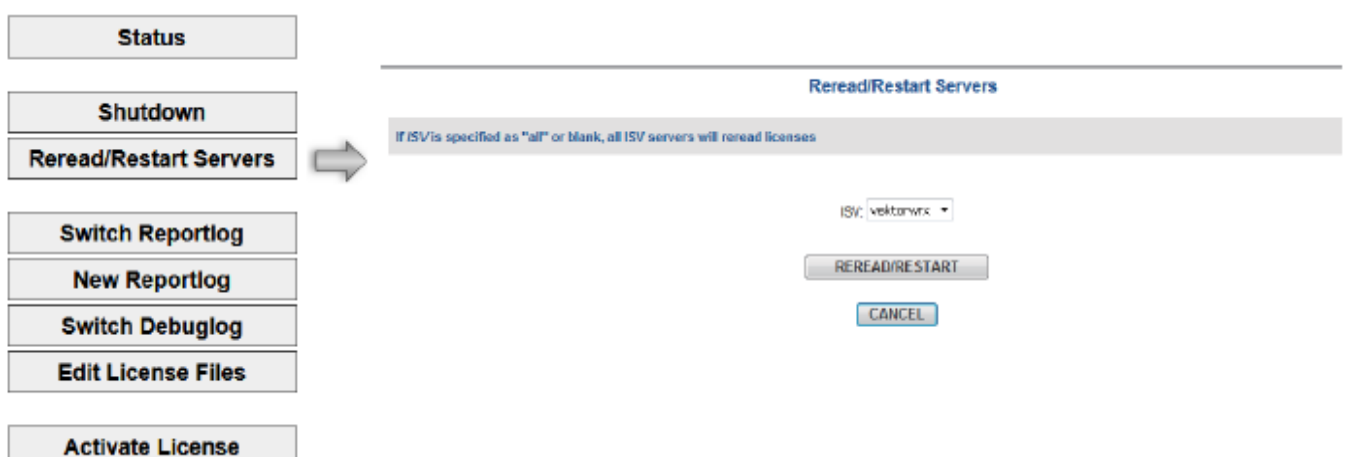 Status
Shutdown
Reread/Restart Servers
Switch Reportlog
New Reportlog
Switch Debuglog
Edit License Files
Activate License
Reread/Restart Servers
If ISV is specified as "all" or blank, all ISV servers will reread licenses
ISV: vektorwrx
REREAD/RESTART
CANCEL